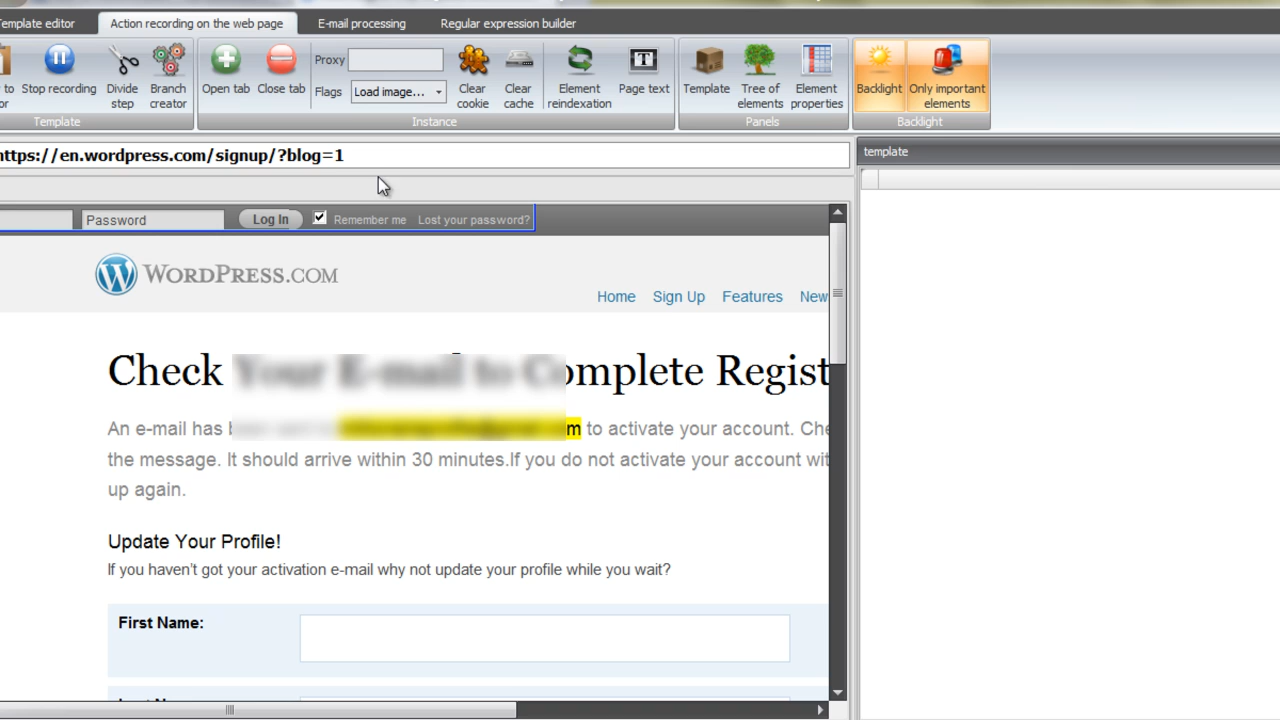 Template editor
Action recording on the web page
E-mail processing
Regular expression builder
Stop recording
Divide step
Branch creator
Open tab
Close tab
Proxy
Flags
Load image...
Clear cookie
Clear cache
Element reindexation
Page text
Template
Tree of elements
Element properties
Backlight
Only important elements
Template
Instance
Panels
Backlight
https://en.wordpress.com/signup/?blog=1
template
Password
Log In
Remember me
Lost your password?
WORDPRESS.COM
Home
Sign Up
Features
New
Check Your E-mail to Complete Regist
An e-mail has to activate your account. Che
the message. It should arrive within 30 minutes.If you do not activate your account wit
up again.
Update Your Profile!
If you haven't got your activation e-mail why not update your profile while you wait?
First Name: